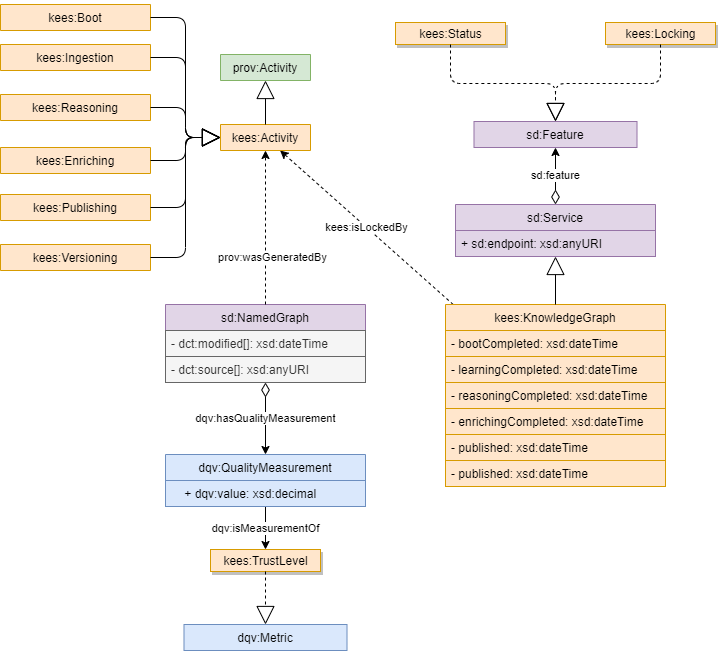 kees:Boot
kees:Ingestion
kees:Reasoning
kees:Enriching
kees:Publishing
kees:Versioning
prov:Activity
kees:Activity
kees:Status
kees:Locking
sd:Feature
sd:feature
sd:Service
+ sd:endpoint: xsd:anyURI
kees:isLockedBy
prov:wasGeneratedBy
sd:NamedGraph
- dct:modified[]: xsd:dateTime
- dct:source[]: xsd:anyURI
kees:KnowledgeGraph
- bootCompleted: xsd:dateTime
- learningCompleted: xsd:dateTime
- reasoningCompleted: xsd:dateTime
- enrichingCompleted: xsd:dateTime
- published: xsd:dateTime
- published: xsd:dateTime
dqv:hasQualityMeasurement
dqv:QualityMeasurement
+ dqv:value: xsd:decimal
dqv:isMeasurementOf
kees:TrustLevel
dqv:Metric